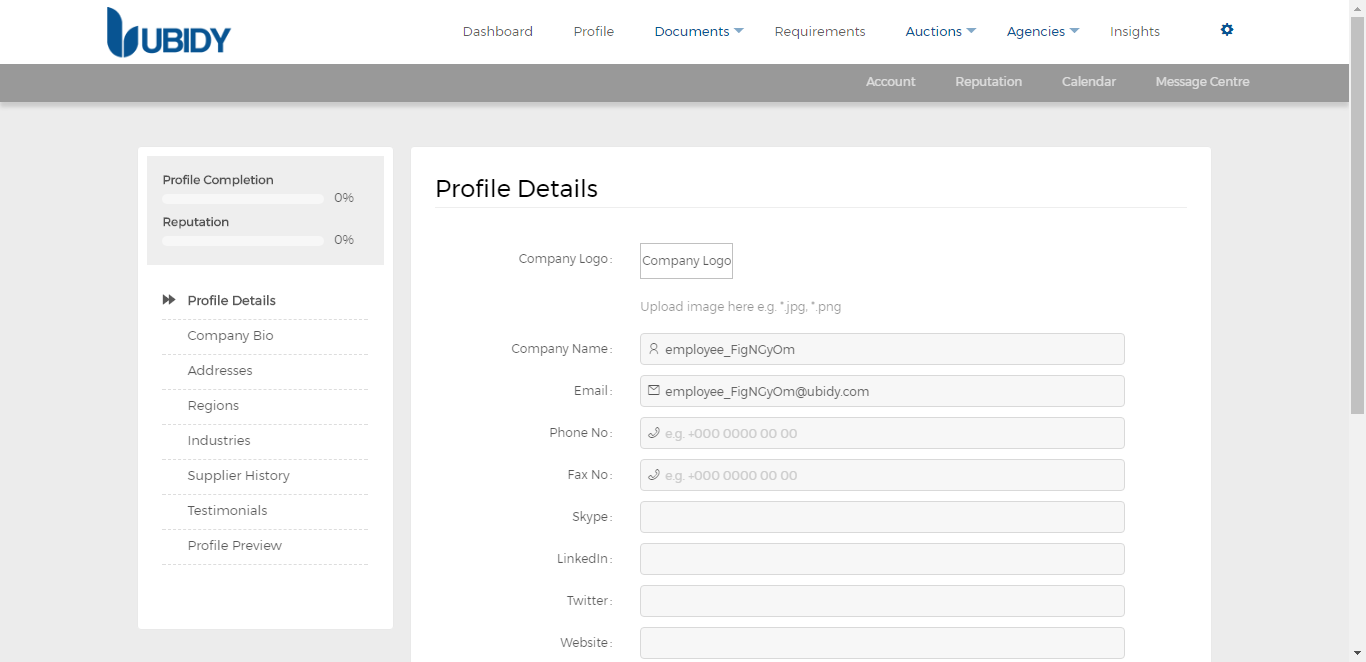 UBIDY
Dashboard Profile Documents Requirements Auctions Agencies Insights
Account Reputation Calendar Message Centre
Profile Completion
0%
Reputation
0%
Profile Details
Company Bio
Addresses
Regions
Industries
Supplier History
Testimonials
Profile Preview
Profile Details
Company Logo: Company Logo
Upload image here e.g. *.jpg, *.png
Company Name: employee_FigNGyOm
Email: employee_FigNGyOm@ubidy.com
Phone No: e.g. +000 0000 00 00
Fax No: e.g. +000 0000 00 00
Skype:
LinkedIn:
Twitter:
Website: